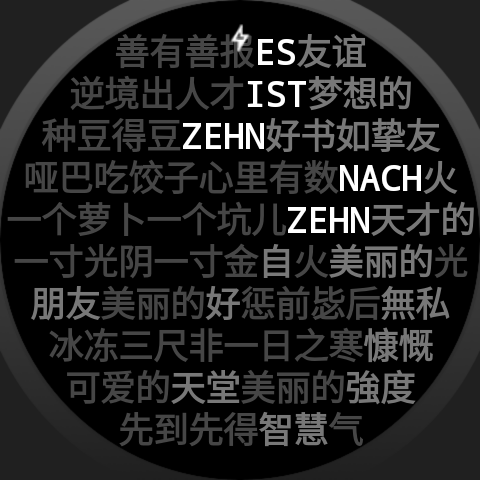 善有善报ES友谊
逆境出人才IST梦想的
种豆得豆ZEHN好书如挚友
哑巴吃饺子心里有数NACH火
一个萝卜一个坑儿ZEHN天才的
一寸光阴一寸金自火美丽的光
朋友美丽的好惩前毖后無私
冰冻三尺非一日之寒慷慨
可爱的天堂美丽的強度
先到先得智慧气